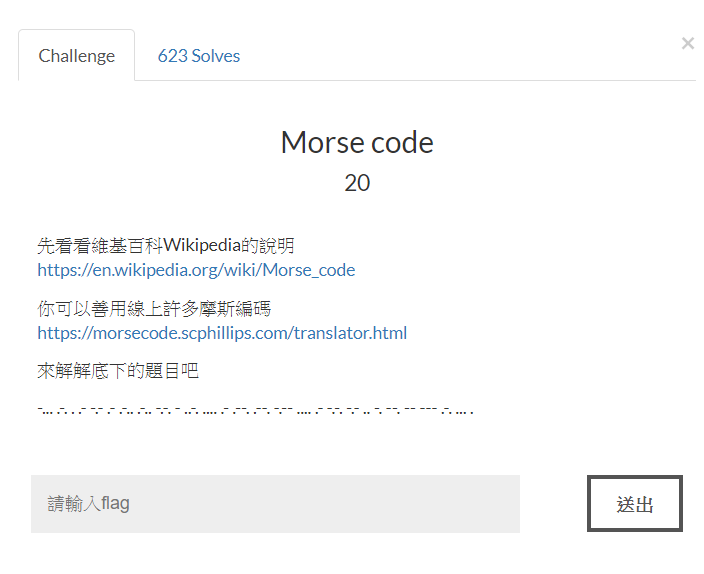 Challenge
623 Solves
×
Morse code
20
先看看維基百科Wikipedia的說明
https://en.wikipedia.org/wiki/Morse_code
你可以善用線上許多摩斯編碼
https://morsecode.scphillips.com/translator.html
來解解底下的題目吧
-... .-. . .- -.- .- .-.. .-.. -.-. - ..-. .... .- .--. .--. -.-- .... .- -.-. -.- .. -. --. -- --- .-. ... .
請輸入flag
送出